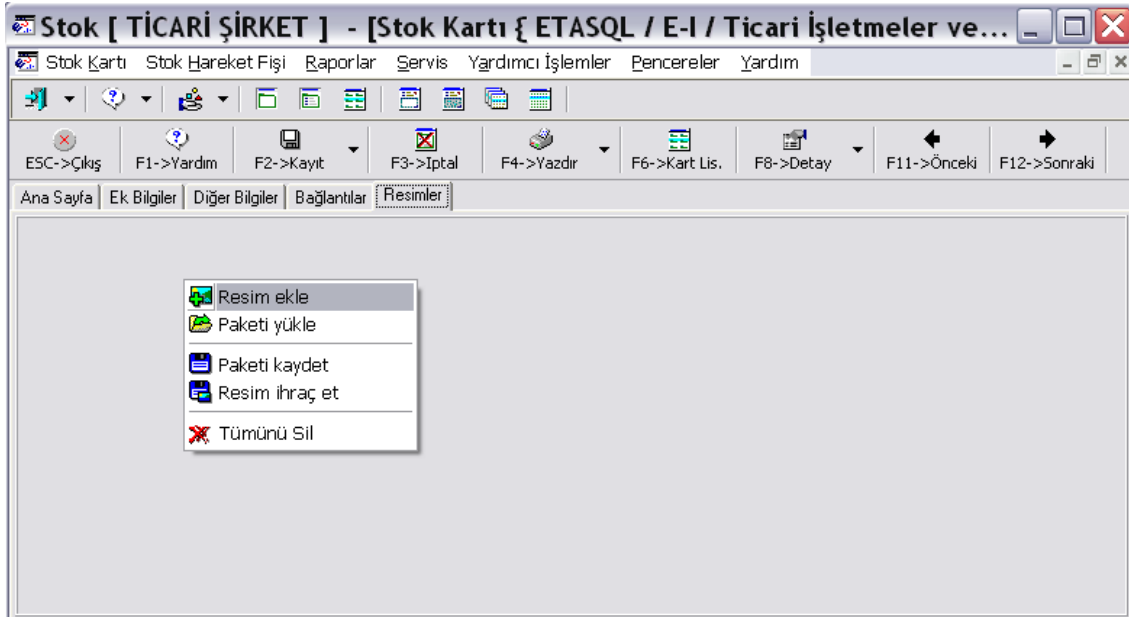 Stok [ TİCARİ ŞİRKET ] - [Stok Kartı { ETASQL / E-I / Ticari İşletmeler ve...
Stok Kartı Stok Hareket Fişi Raporlar Servis Yardımcı İşlemler Pencereler Yardım
ESC->Çıkış F1->Yardım F2->Kayıt F3->Iptal F4->Yazdır F6->Kart Lis. F8->Detay F11->Önceki F12->Sonraki
Ana Sayfa Ek Bilgiler Diğer Bilgiler Bağlantılar Resimler
Resim ekle
Paketi yükle
Paketi kaydet
Resim ihraç et
Tümünü Sil